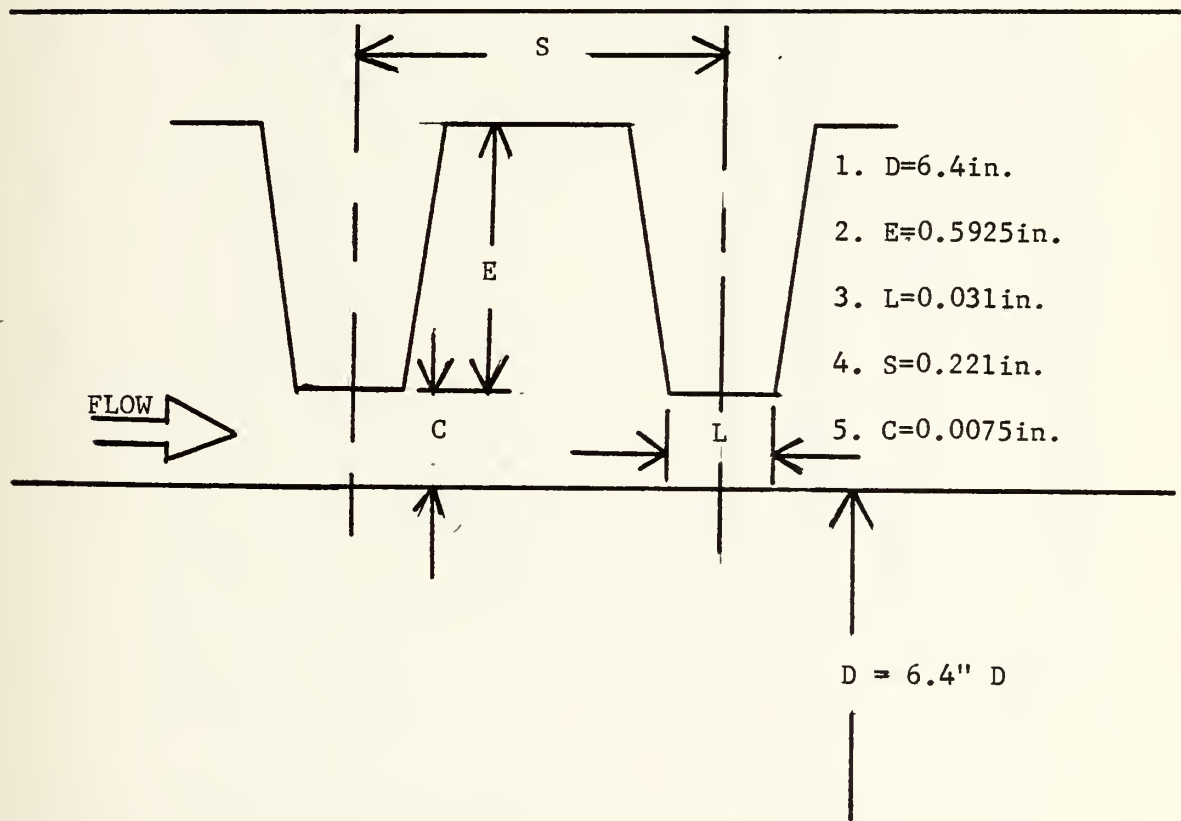 S
1. D=6.4in.
2. E=0.5925in.
E
3. L=0.031in.
4. S=0.221in.
FLOW
C
L
5. C=0.0075in.
D = 6.4" D